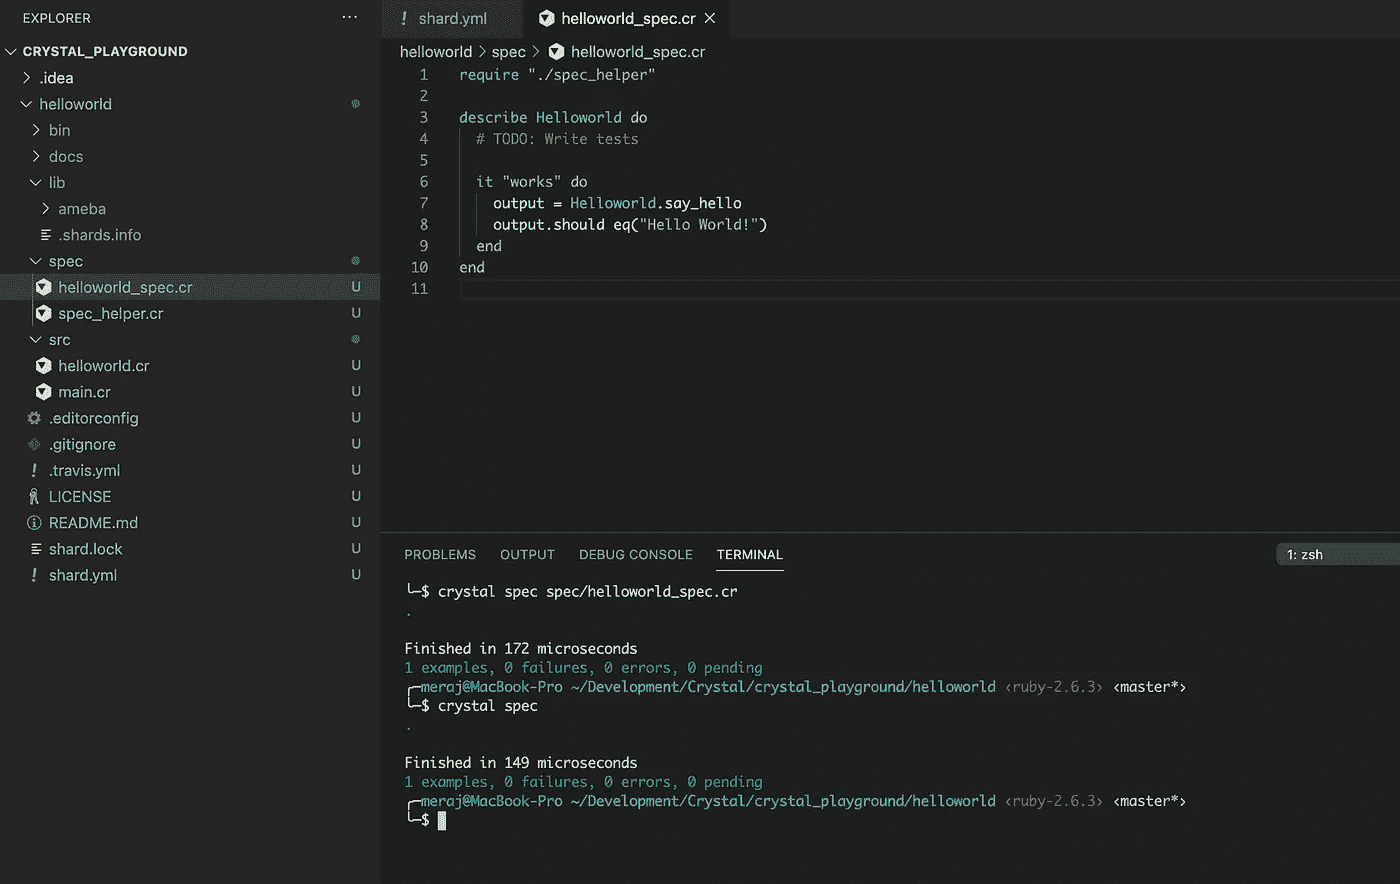 EXPLORER
CRYSTAL_PLAYGROUND
.idea
helloworld
bin
docs
lib
ameba
.shards.info
spec
helloworld_spec.cr U
spec_helper.cr U
src
helloworld.cr U
main.cr U
.editorconfig U
.gitignore U
! .travis.yml U
LICENSE U
README.md U
shard.lock U
! shard.yml U
! shard.yml
helloworld_spec.cr
helloworld > spec > helloworld_spec.cr
1 require "./spec_helper"
2
3 describe Helloworld do
4 # TODO: Write tests
5
6 it "works" do
7 output = Helloworld.say_hello
8 output.should eq("Hello World!")
9 end
10 end
11
PROBLEMS OUTPUT DEBUG CONSOLE TERMINAL 1: zsh
╰─$ crystal spec spec/helloworld_spec.cr
.
Finished in 172 microseconds
1 examples, 0 failures, 0 errors, 0 pending
╭─meraj@MacBook-Pro ~/Development/Crystal/crystal_playground/helloworld ‹ruby-2.6.3› ‹master*›
╰─$ crystal spec
.
Finished in 149 microseconds
1 examples, 0 failures, 0 errors, 0 pending
╭─meraj@MacBook-Pro ~/Development/Crystal/crystal_playground/helloworld ‹ruby-2.6.3› ‹master*›
╰─$